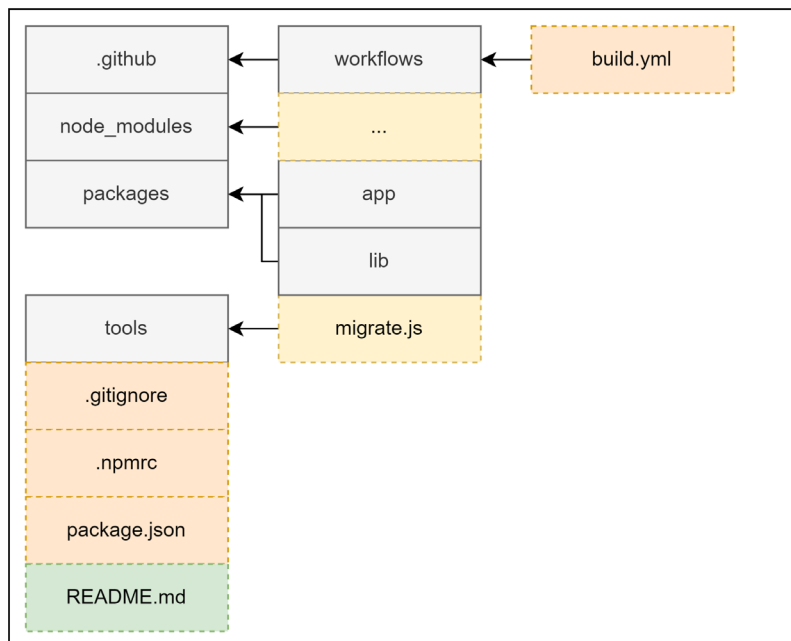 .github
workflows
build.yml
node_modules
...
packages
app
lib
tools
migrate.js
.gitignore
.npmrc
package.json
README.md